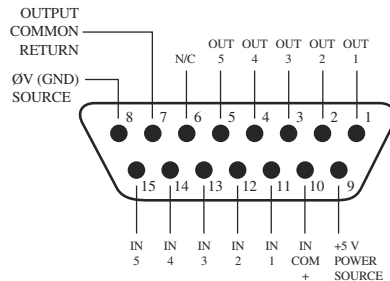 OUTPUT
COMMON
RETURN
ØV (GND)
SOURCE
N/C
OUT
5
OUT
4
OUT
3
OUT
2
OUT
1
8 7 6 5 4 3 2 1
15 14 13 12 11 10 9
IN
5
IN
4
IN
3
IN
2
IN
1
IN
COM
+
+5 V
POWER
SOURCE